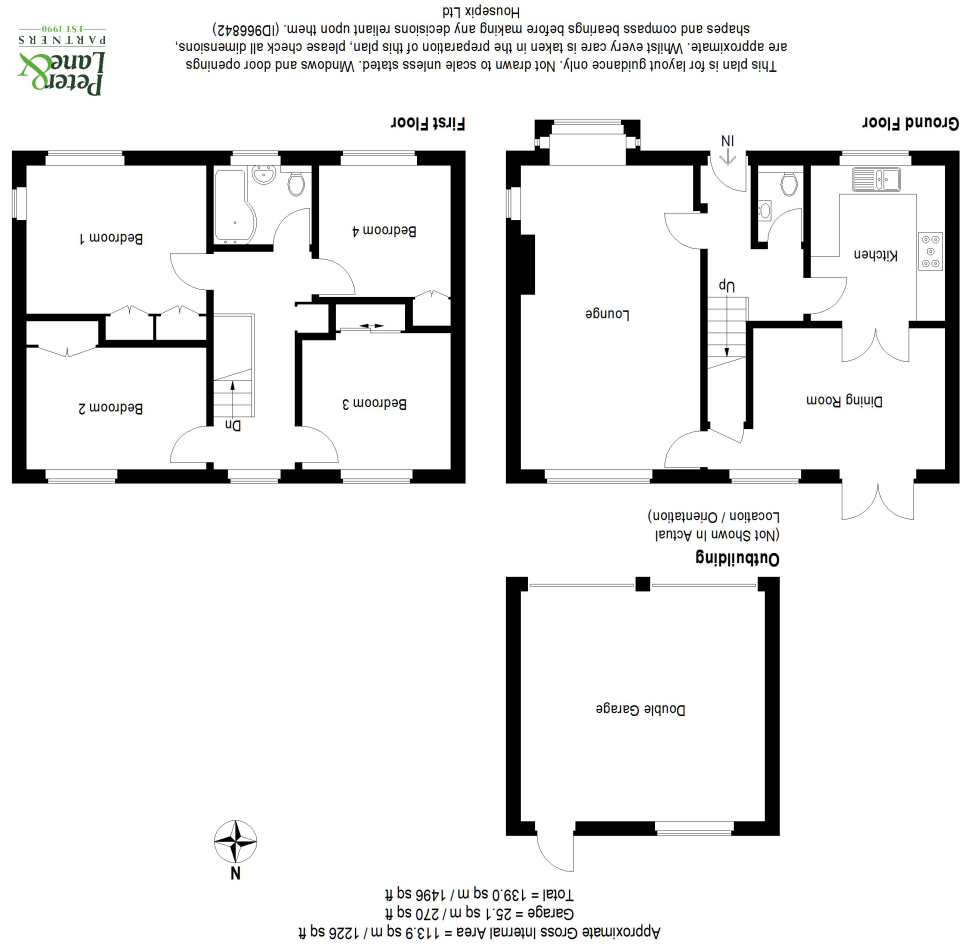 Approximate Gross Internal Area = 113.9 sq m / 1226 sq ft
Garage = 25.1 sq m / 270 sq ft
Total = 139.0 sq m / 1496 sq ft
N
Double Garage
Outbuilding
(Not Shown In Actual
Location / Orientation)
Dining Room
Kitchen
Up
Lounge
IN
Ground Floor
Bedroom 3
Dn
Bedroom 2
Bedroom 4
Bedroom 1
First Floor
This plan is for layout guidance only. Not drawn to scale unless stated. Windows and door openings
are approximate. Whilst every care is taken in the preparation of this plan, please check all dimensions,
shapes and compass bearings before making any decisions reliant upon them. (ID966842)
Housepix Ltd
Peter &
Lane
PARTNERS
EST 1990